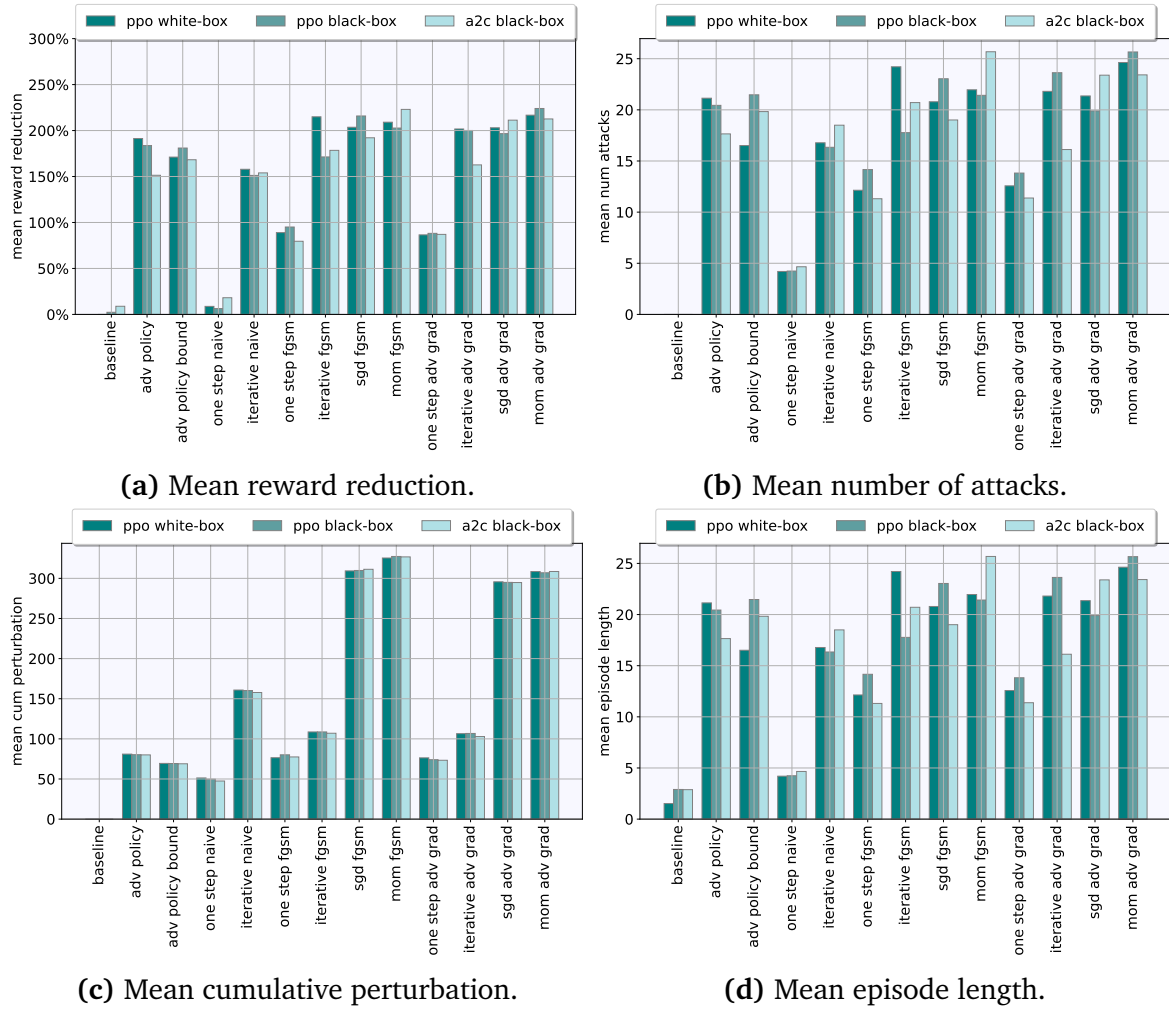 ppo white-box ppo black-box a2c black-box
300%
250%
200%
150%
100%
50%
0%
mean reward reduction
baseline
adv policy
adv policy bound
one step naive
iterative naive
one step fgsm
iterative fgsm
sgd fgsm
mom fgsm
one step adv grad
iterative adv grad
sgd adv grad
mom adv grad
(a) Mean reward reduction.
ppo white-box ppo black-box a2c black-box
25
20
15
10
5
0
mean num attacks
baseline
adv policy
adv policy bound
one step naive
iterative naive
one step fgsm
iterative fgsm
sgd fgsm
mom fgsm
one step adv grad
iterative adv grad
sgd adv grad
mom adv grad
(b) Mean number of attacks.
ppo white-box ppo black-box a2c black-box
300
250
200
150
100
50
0
mean cum perturbation
baseline
adv policy
adv policy bound
one step naive
iterative naive
one step fgsm
iterative fgsm
sgd fgsm
mom fgsm
one step adv grad
iterative adv grad
sgd adv grad
mom adv grad
(c) Mean cumulative perturbation.
ppo white-box ppo black-box a2c black-box
25
20
15
10
5
0
mean episode length
baseline
adv policy
adv policy bound
one step naive
iterative naive
one step fgsm
iterative fgsm
sgd fgsm
mom fgsm
one step adv grad
iterative adv grad
sgd adv grad
mom adv grad
(d) Mean episode length.